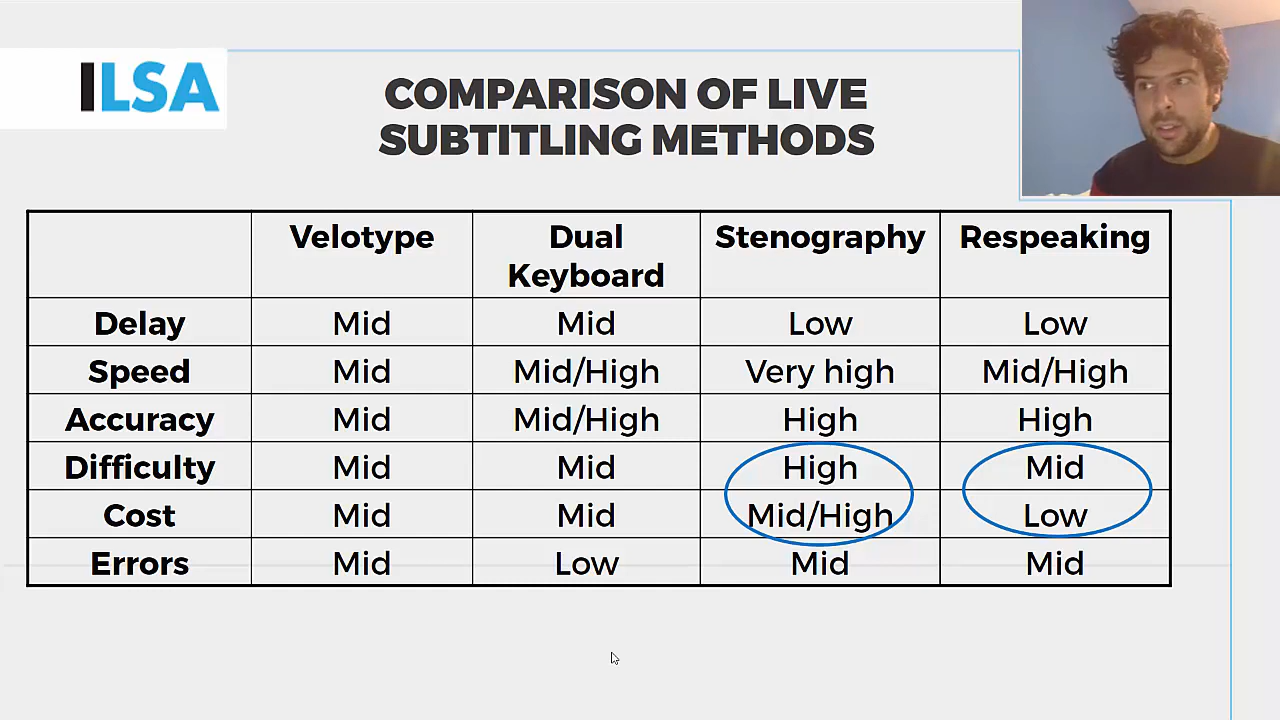 ILSA
COMPARISON OF LIVE
SUBTITLING METHODS
Velotype Dual Keyboard Stenography Respeaking
Delay Mid Mid Low Low
Speed Mid Mid/High Very high Mid/High
Accuracy Mid Mid/High High High
Difficulty Mid Mid High Mid
Cost Mid Mid Mid/High Low
Errors Mid Low Mid Mid